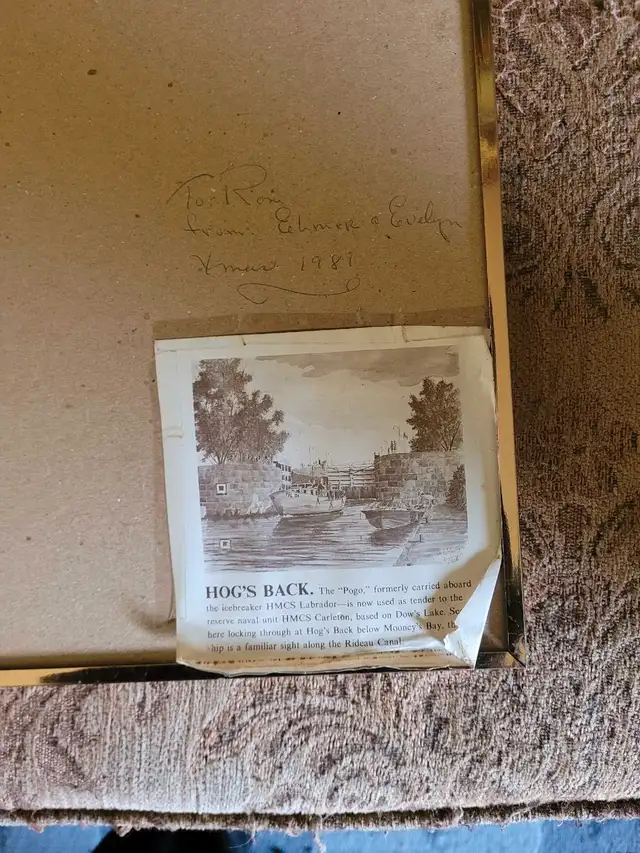 To: Ron
from: Elmer & Evelyn
Xmas 1981
HOG'S BACK. The "Pogo," formerly carried aboard
the icebreaker HMCS Labrador—is now used as tender to the
reserve naval unit HMCS Carleton, based on Dow's Lake.
here locking through at Hog's Back below Mooney's Bay,
is a familiar sight along the Rideau Canal.